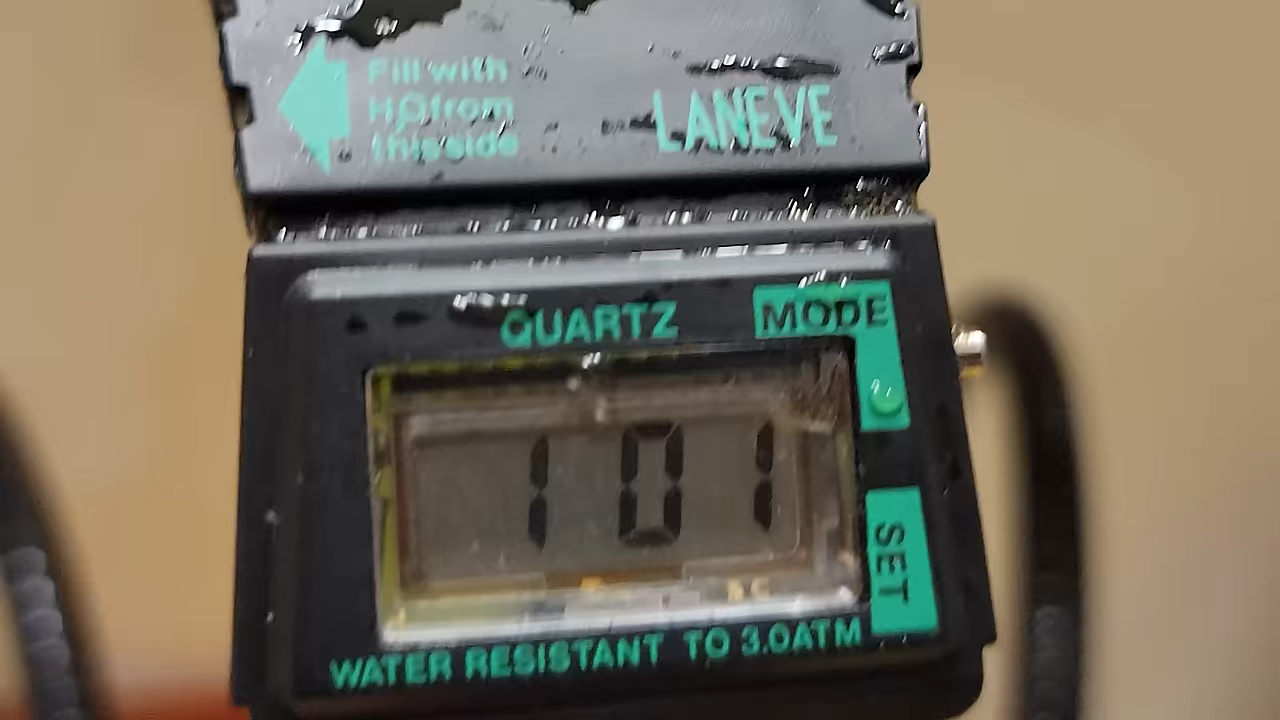 Fill with
H₂O from
this side
LANEVE
QUARTZ
MODE
1 01
SET
WATER RESISTANT TO 3.0ATM